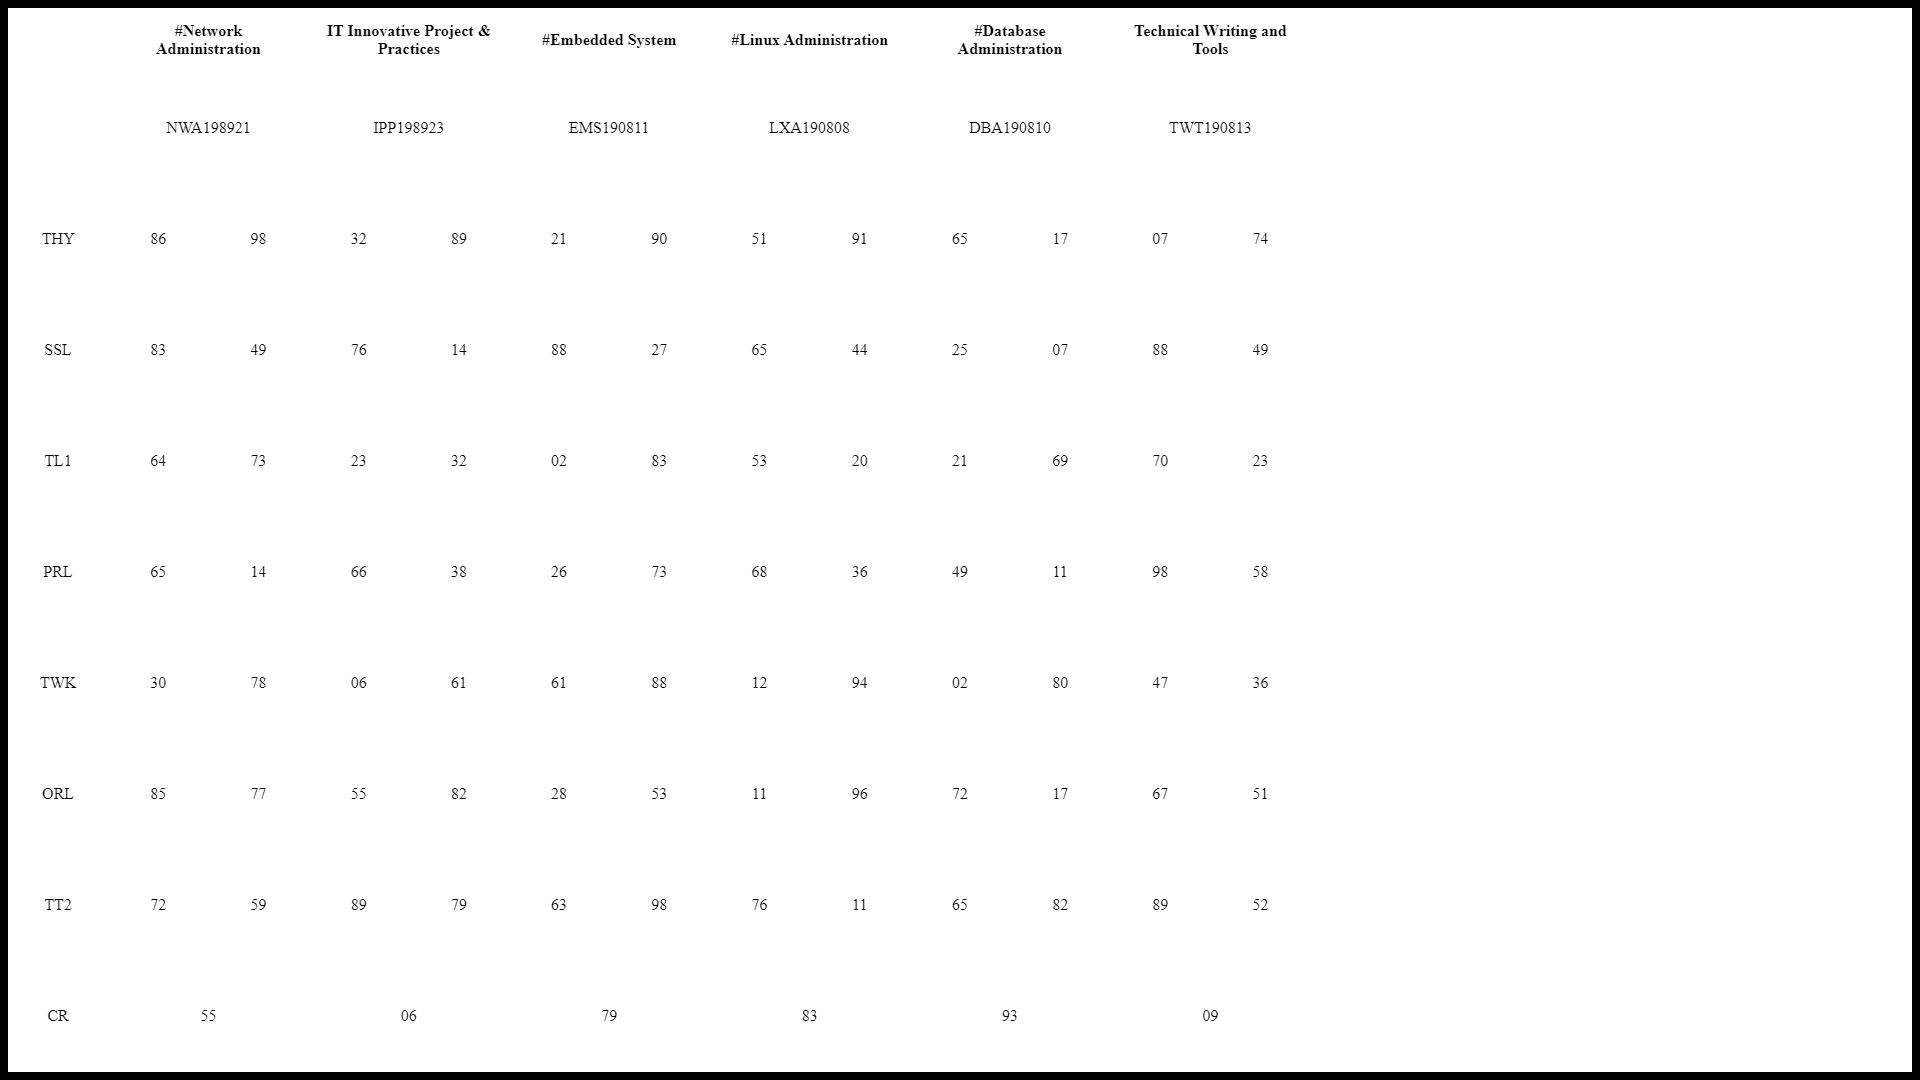 #Network Administration IT Innovative Project & Practices #Embedded System #Linux Administration #Database Administration Technical Writing and Tools
NWA198921 IPP198923 EMS190811 LXA190808 DBA190810 TWT190813
THY 86 98 32 89 21 90 51 91 65 17 07 74
SSL 83 49 76 14 88 27 65 44 25 07 88 49
TL1 64 73 23 32 02 83 53 20 21 69 70 23
PRL 65 14 66 38 26 73 68 36 49 11 98 58
TWK 30 78 06 61 61 88 12 94 02 80 47 36
ORL 85 77 55 82 28 53 11 96 72 17 67 51
TT2 72 59 89 79 63 98 76 11 65 82 89 52
CR 55 06 79 83 93 09